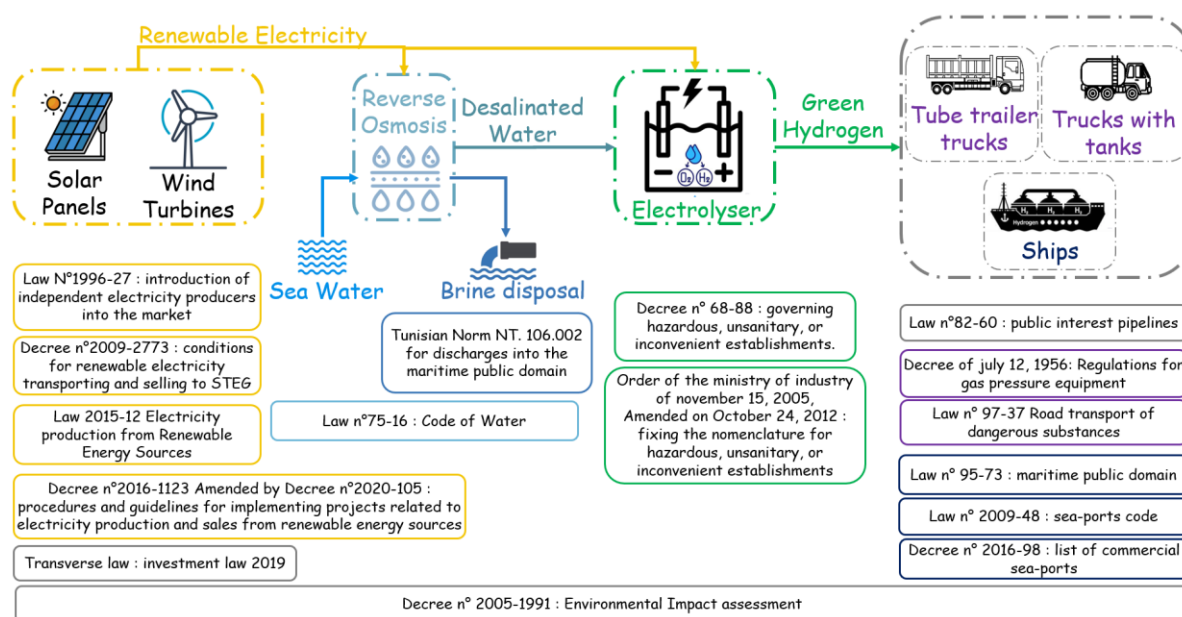 Renewable Electricity
Solar
Panels
Wind
Turbines
Reverse
Osmosis
Desalinated
Water
Sea Water
Brine disposal
O₂
H₂
Electrolyser
Green
Hydrogen
Tube trailer
trucks
Trucks with
tanks
H₂ H₂ H₂
Hydrogen
Ships
Law N°1996-27 : introduction of
independent electricity producers
into the market
Decree n°2009-2773 : conditions
for renewable electricity
transporting and selling to STEG
Law 2015-12 Electricity
production from Renewable
Energy Sources
Decree n°2016-1123 Amended by Decree n°2020-105 :
procedures and guidelines for implementing projects related to
electricity production and sales from renewable energy sources
Transverse law : investment law 2019
Tunisian Norm NT. 106.002
for discharges into the
maritime public domain
Law n°75-16 : Code of Water
Decree n° 68-88 : governing
hazardous, unsanitary, or
inconvenient establishments.
Order of the ministry of industry
of november 15, 2005,
Amended on October 24, 2012 :
fixing the nomenclature for
hazardous, unsanitary, or
inconvenient establishments
Law n°82-60 : public interest pipelines
Decree of july 12, 1956: Regulations for
gas pressure equipment
Law n° 97-37 Road transport of
dangerous substances
Law n° 95-73 : maritime public domain
Law n° 2009-48 : sea-ports code
Decree n° 2016-98 : list of commercial
sea-ports
Decree n° 2005-1991 : Environmental Impact assessment